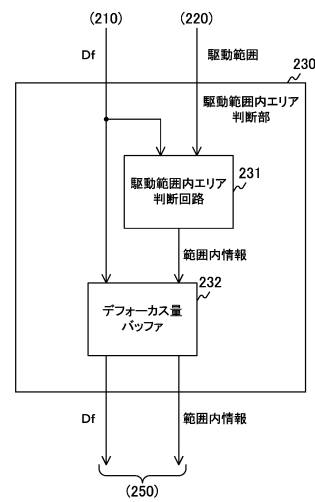 (210)
(220)
Df
駆動範囲
230
駆動範囲内エリア
判断部
駆動範囲内エリア
判断回路
231
範囲内情報
232
デフォーカス量
バッファ
Df
範囲内情報
(250)